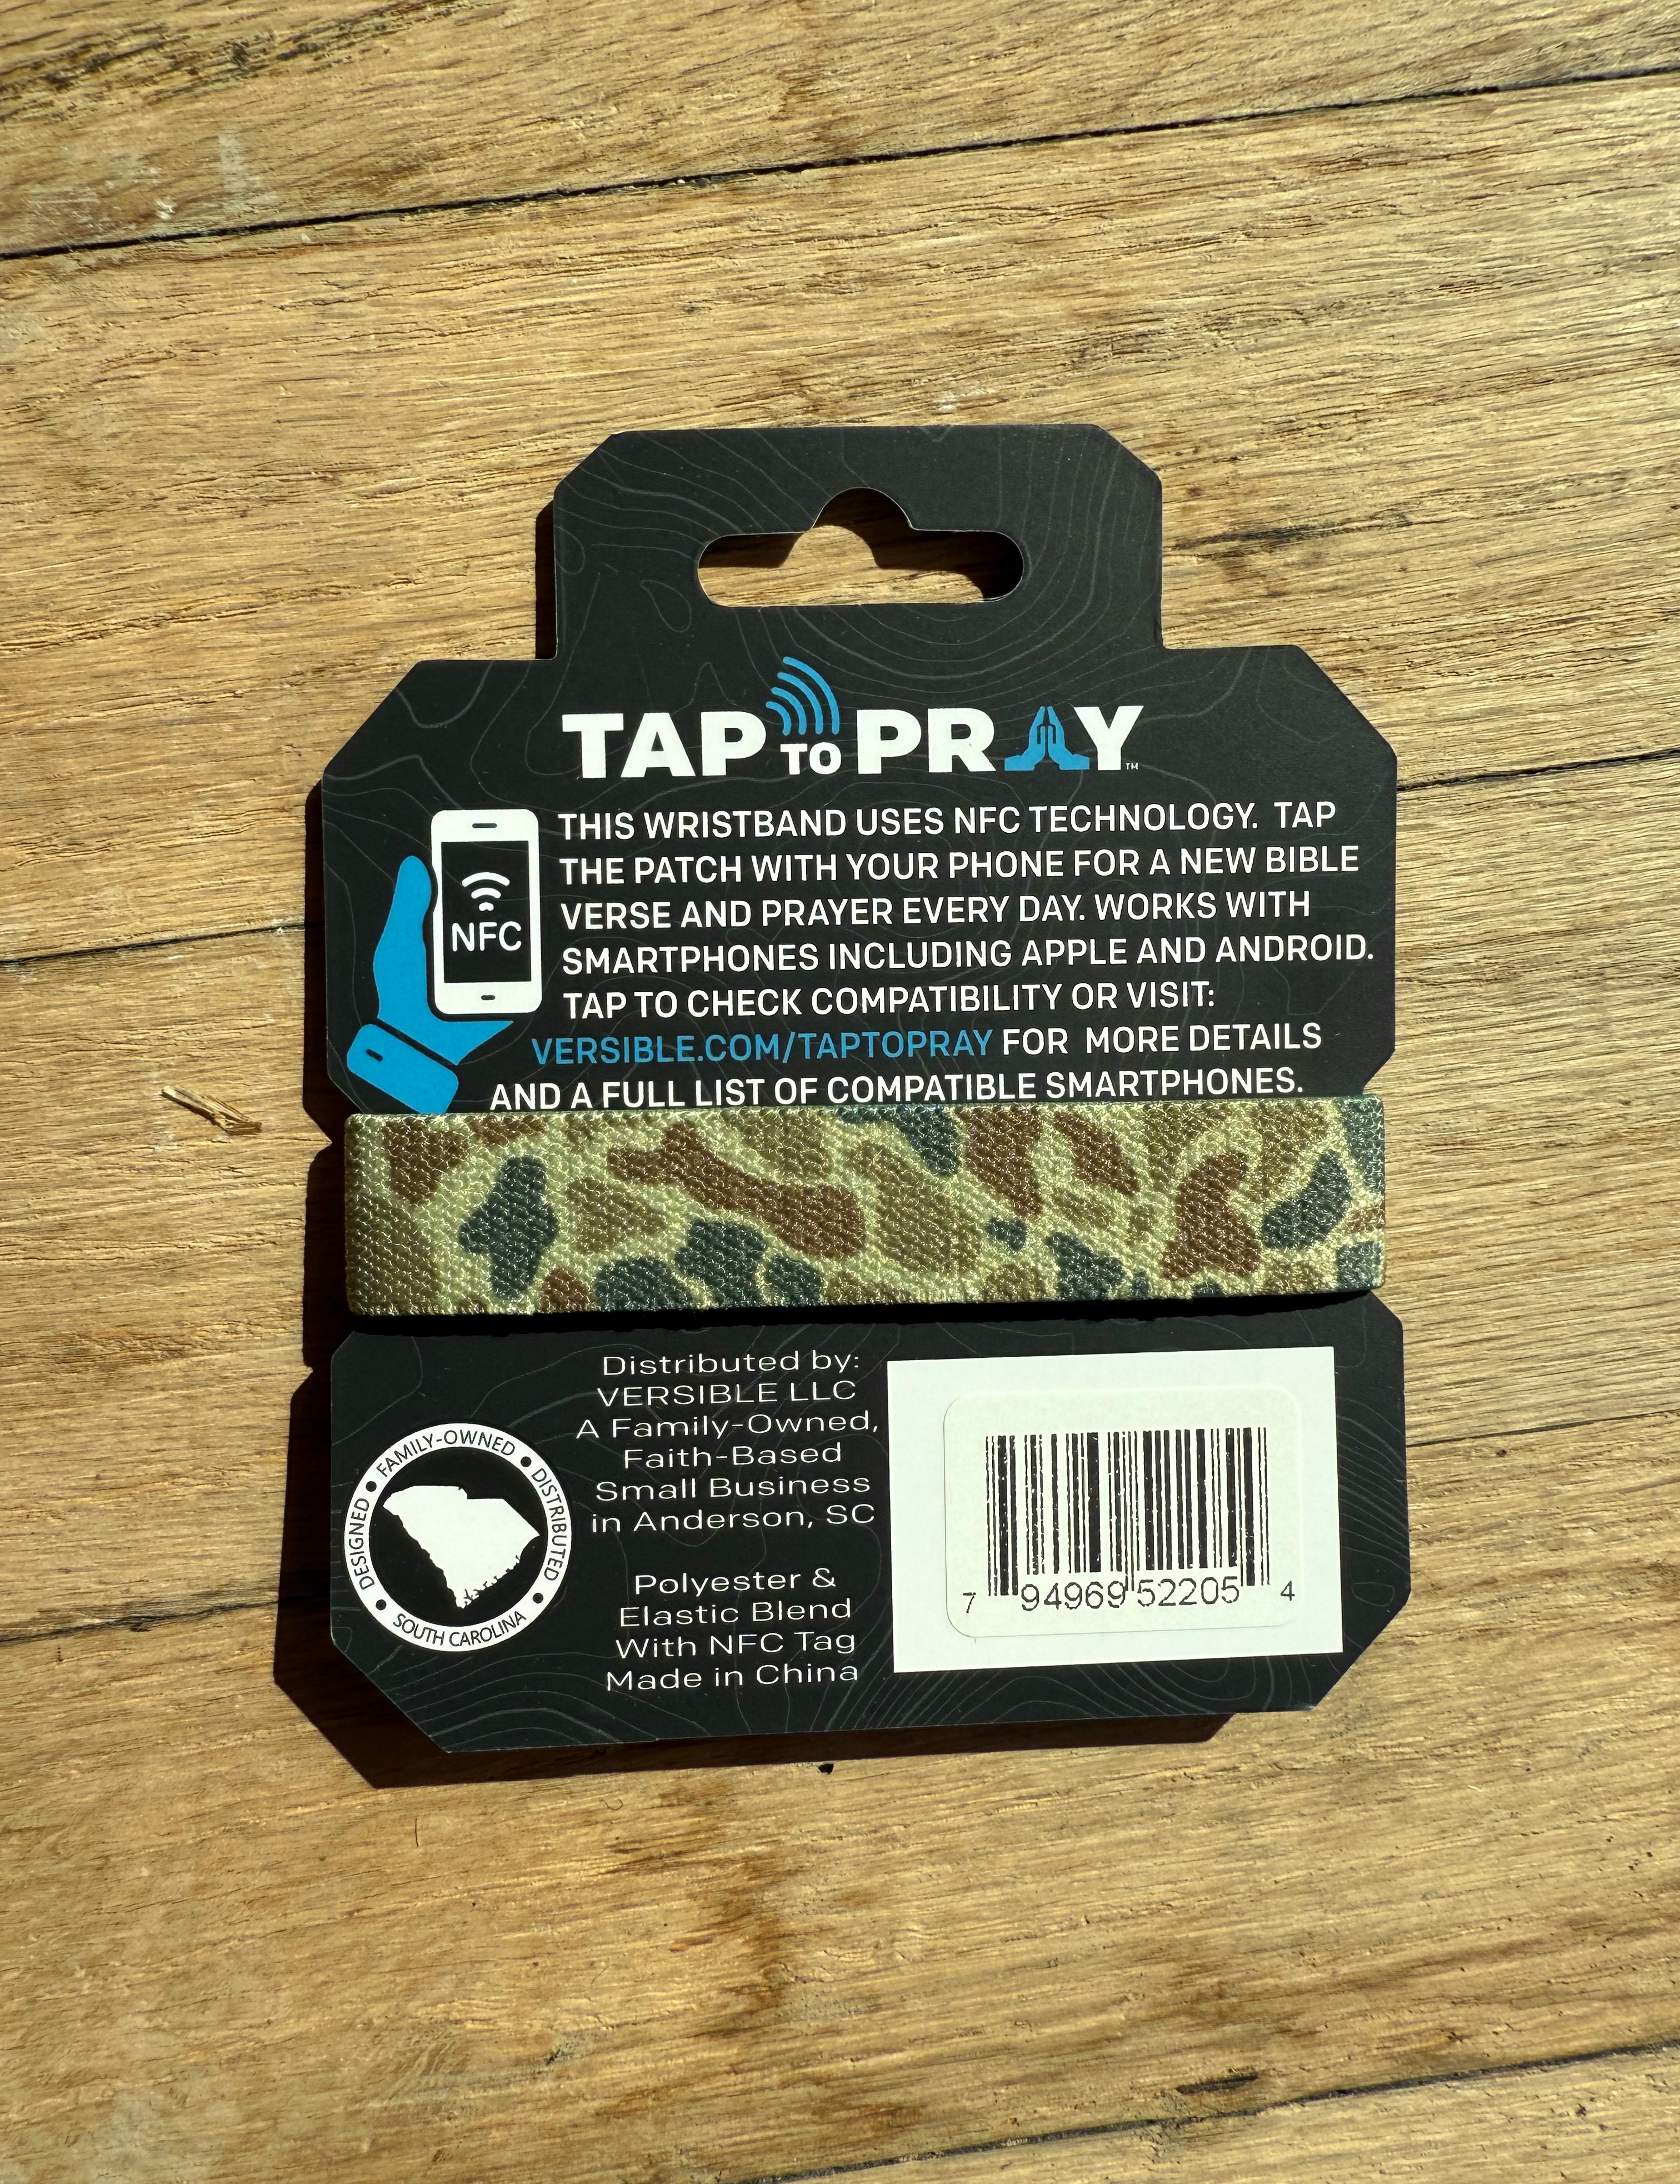 TAP TO PRAY™
NFC
THIS WRISTBAND USES NFC TECHNOLOGY. TAP
THE PATCH WITH YOUR PHONE FOR A NEW BIBLE
VERSE AND PRAYER EVERY DAY. WORKS WITH
SMARTPHONES INCLUDING APPLE AND ANDROID.
TAP TO CHECK COMPATIBILITY OR VISIT:
VERSIBLE.COM/TAPTOPRAY FOR MORE DETAILS
AND A FULL LIST OF COMPATIBLE SMARTPHONES.
DESIGNED • FAMILY-OWNED • DISTRIBUTED • SOUTH CAROLINA •
Distributed by:
VERSIBLE LLC
A Family-Owned,
Faith-Based
Small Business
in Anderson, SC
Polyester &
Elastic Blend
With NFC Tag
Made in China
7 94969 52205 4